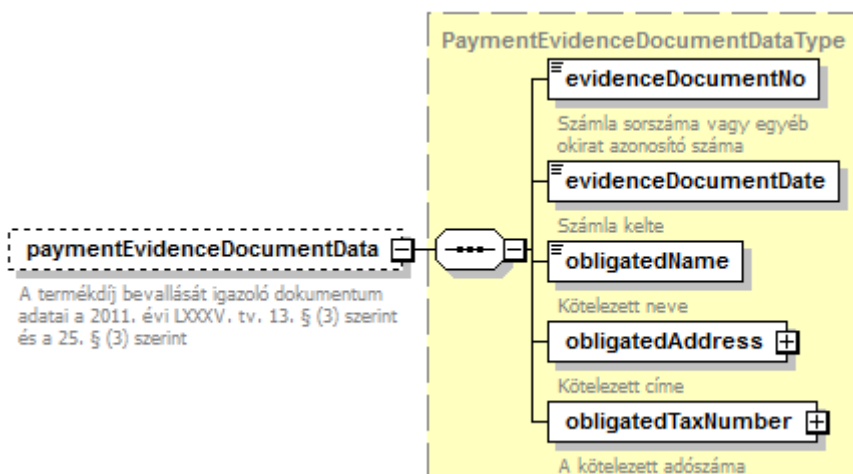 PaymentEvidenceDocumentDataType
evidenceDocumentNo
Számla sorszáma vagy egyéb
okirat azonosító száma
evidenceDocumentDate
Számla kelte
paymentEvidenceDocumentData
A termékdíj bevallását igazoló dokumentum
adatai a 2011. évi LXXXV. tv. 13. § (3) szerint
és a 25. § (3) szerint
obligatedName
Kötelezett neve
obligatedAddress
Kötelezett címe
obligatedTaxNumber
A kötelezett adószáma